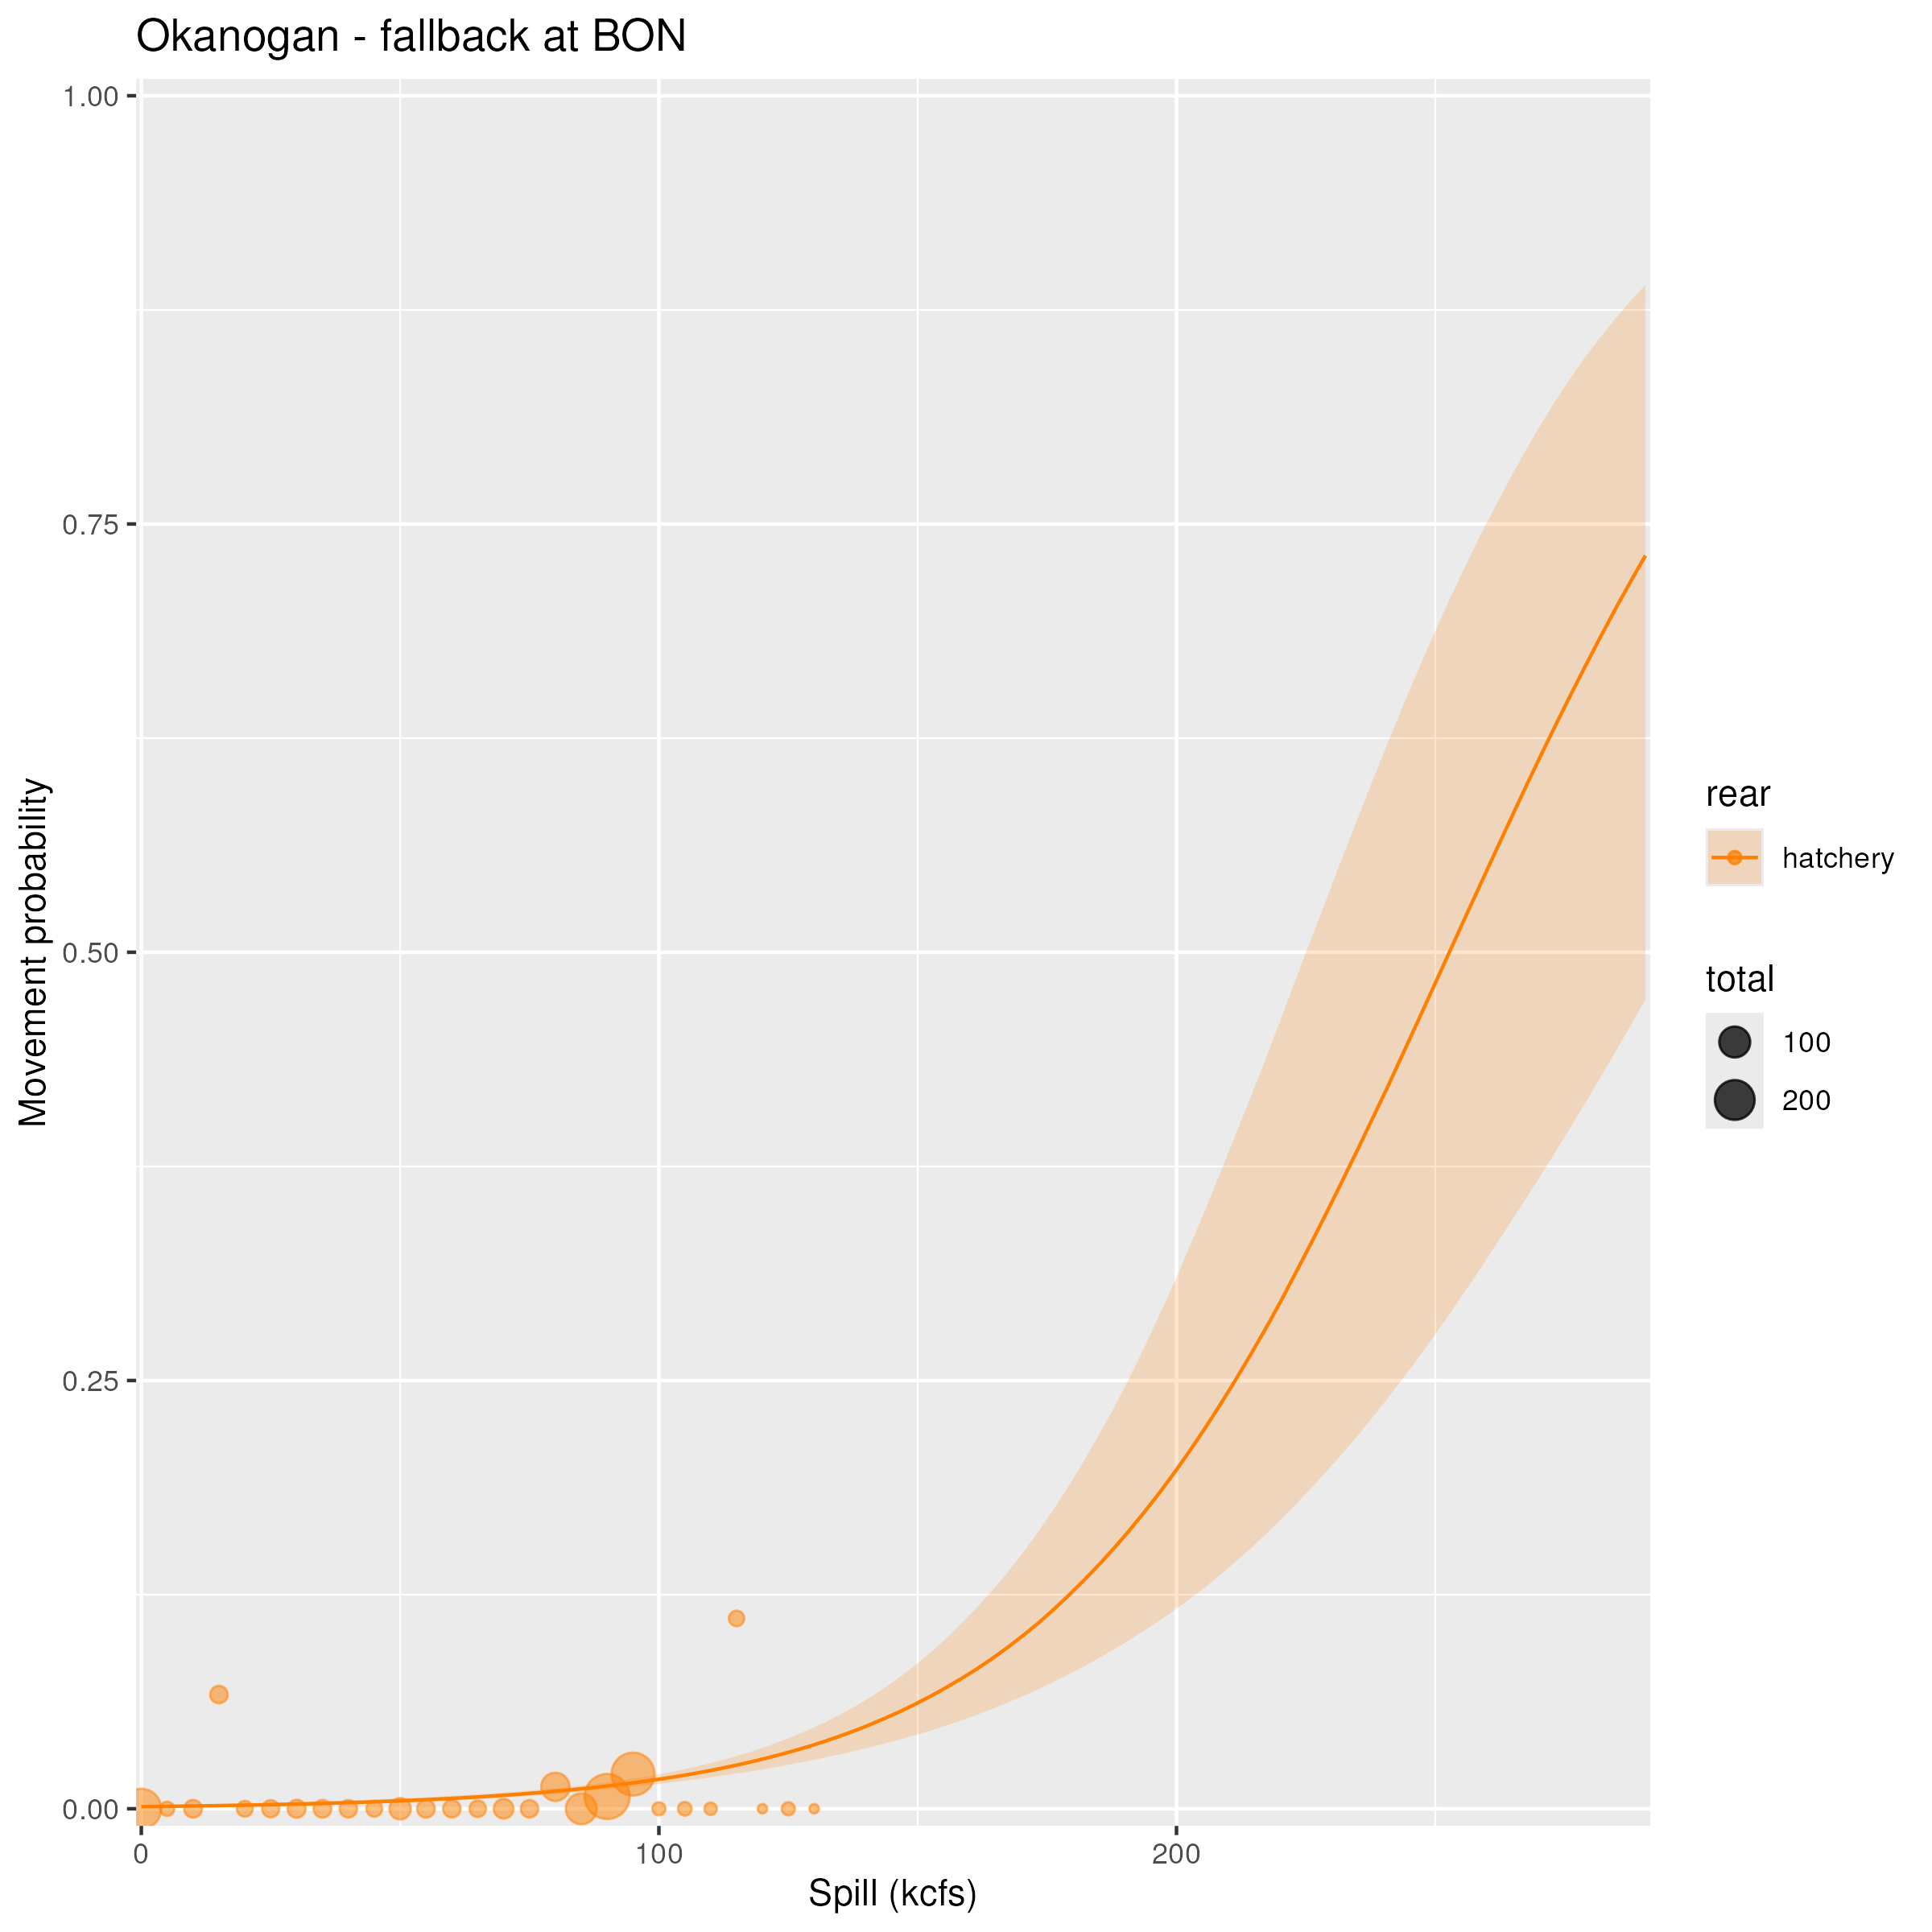 Okanogan - fallback at BON
1.00
0.75
0.50
0.25
0.00
Movement probability
0
100
200
Spill (kcfs)
rear
hatchery
total
100
200